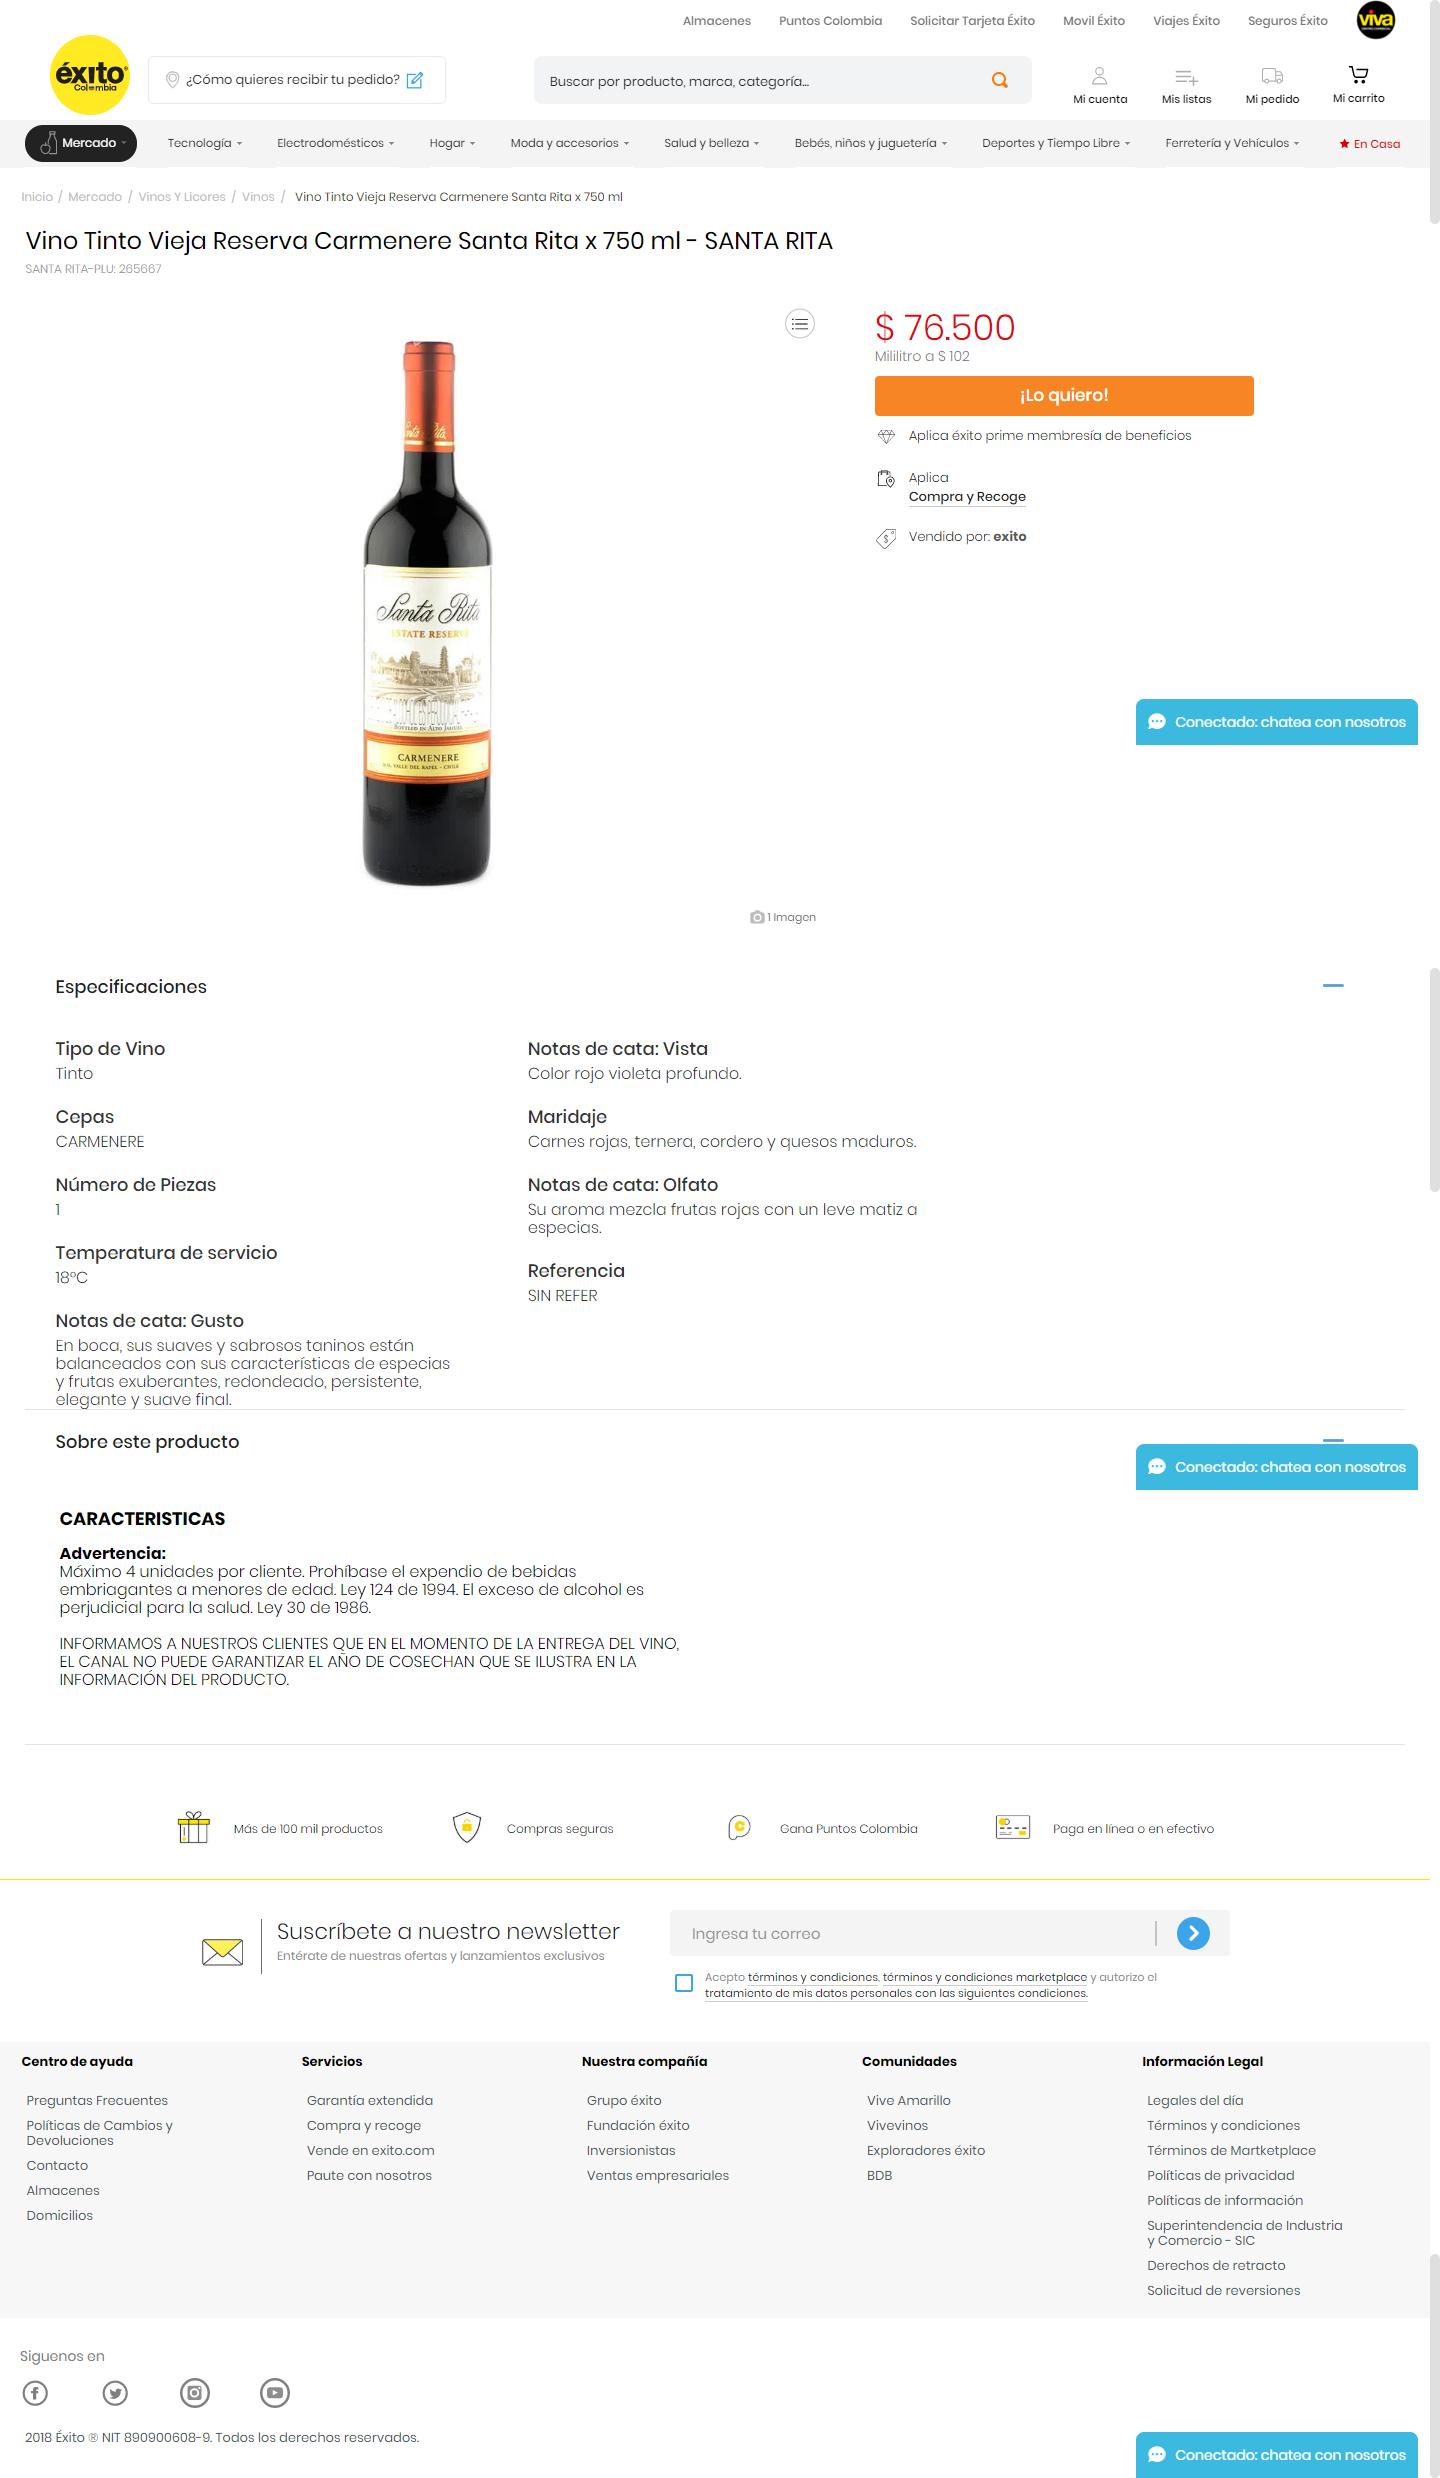 Almacenes Puntos Colombia Solicitar Tarjeta Éxito Movil Éxito Viajes Éxito Seguros Éxito viva
éxito
Colombia
¿Cómo quieres recibir tu pedido?
Buscar por producto, marca, categoría...
Mi cuenta Mis listas Mi pedido Mi carrito
Mercado Tecnología Electrodomésticos Hogar Moda y accesorios Salud y belleza Bebés, niños y juguetería Deportes y Tiempo Libre Ferretería y Vehículos En Casa
Inicio / Mercado / Vinos Y Licores / Vinos / Vino Tinto Vieja Reserva Carmenere Santa Rita x 750 ml
Vino Tinto Vieja Reserva Carmenere Santa Rita x 750 ml - SANTA RITA
SANTA RITA-PLU: 265667
$ 76.500
Mililitro a $ 102
¡Lo quiero!
Aplica éxito prime membresía de beneficios
Aplica
Compra y Recoge
Vendido por: exito
Santa Rita
Santa Rita
ESTATE RESERV
BOTTLED IN ALTO JAHUEL
CARMENERE
D.O. VALLE DEL RAPEL - CHILE
Conectado: chatea con nosotros
1 Imagen
Especificaciones
Tipo de Vino
Tinto
Cepas
CARMENERE
Número de Piezas
1
Temperatura de servicio
18°C
Notas de cata: Gusto
En boca, sus suaves y sabrosos taninos están
balanceados con sus características de especias
y frutas exuberantes, redondeado, persistente,
elegante y suave final.
Notas de cata: Vista
Color rojo violeta profundo.
Maridaje
Carnes rojas, ternera, cordero y quesos maduros.
Notas de cata: Olfato
Su aroma mezcla frutas rojas con un leve matiz a
especias.
Referencia
SIN REFER
Sobre este producto
Conectado: chatea con nosotros
CARACTERISTICAS
Advertencia:
Máximo 4 unidades por cliente. Prohíbase el expendio de bebidas
embriagantes a menores de edad. Ley 124 de 1994. El exceso de alcohol es
perjudicial para la salud. Ley 30 de 1986.
INFORMAMOS A NUESTROS CLIENTES QUE EN EL MOMENTO DE LA ENTREGA DEL VINO,
EL CANAL NO PUEDE GARANTIZAR EL AÑO DE COSECHAN QUE SE ILUSTRA EN LA
INFORMACIÓN DEL PRODUCTO.
Más de 100 mil productos Compras seguras Gana Puntos Colombia Paga en línea o en efectivo
Suscríbete a nuestro newsletter
Entérate de nuestras ofertas y lanzamientos exclusivos
Ingresa tu correo
Acepto términos y condiciones, términos y condiciones marketplace y autorizo el
tratamiento de mis datos personales con las siguientes condiciones.
Centro de ayuda
Preguntas Frecuentes
Políticas de Cambios y
Devoluciones
Contacto
Almacenes
Domicilios
Servicios
Garantía extendida
Compra y recoge
Vende en exito.com
Paute con nosotros
Nuestra compañía
Grupo éxito
Fundación éxito
Inversionistas
Ventas empresariales
Comunidades
Vive Amarillo
Vivevinos
Exploradores éxito
BDB
Información Legal
Legales del día
Términos y condiciones
Términos de Martketplace
Políticas de privacidad
Políticas de información
Superintendencia de Industria
y Comercio - SIC
Derechos de retracto
Solicitud de reversiones
Siguenos en
2018 Éxito ® NIT 890900608-9. Todos los derechos reservados.
Conectado: chatea con nosotros